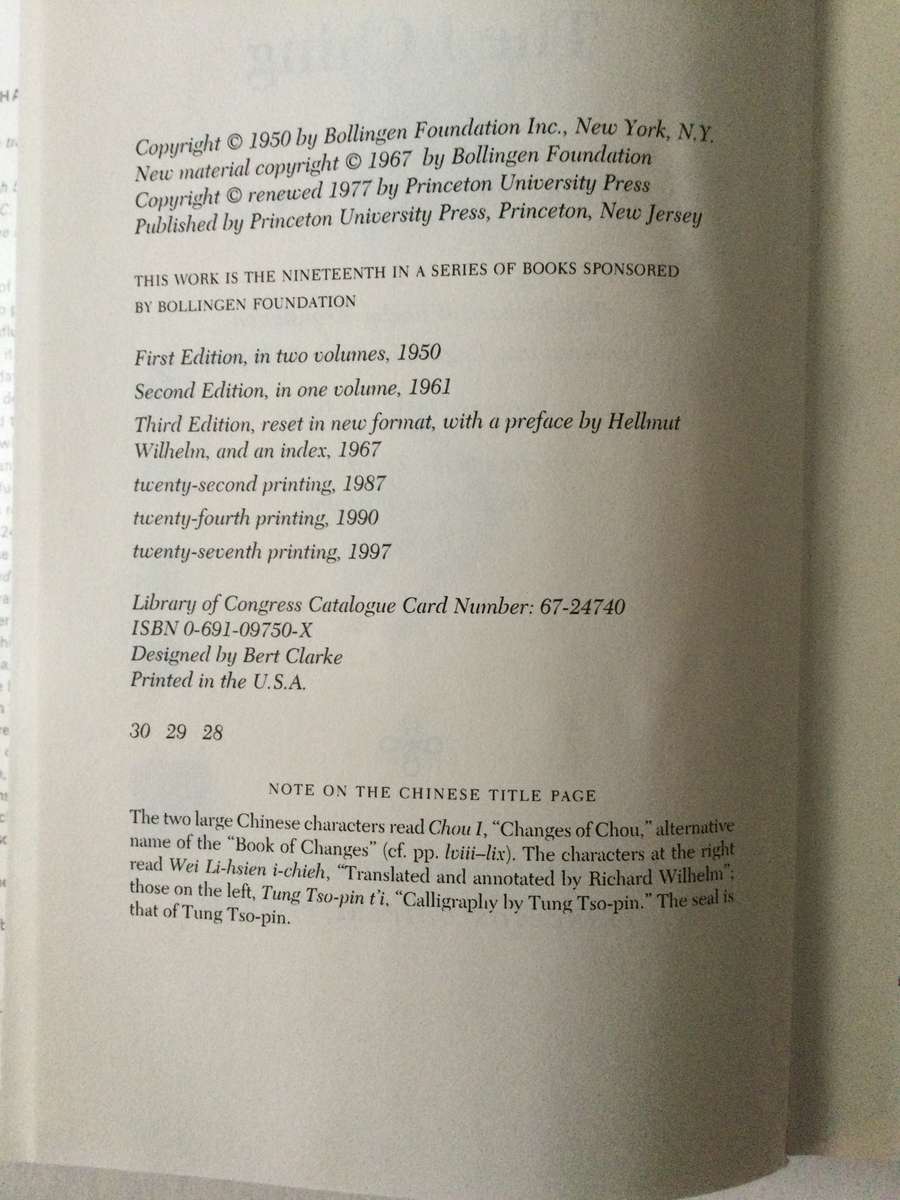 Copyright © 1950 by Bollingen Foundation Inc., New York, N.Y.
New material copyright © 1967 by Bollingen Foundation
Copyright © renewed 1977 by Princeton University Press
Published by Princeton University Press, Princeton, New Jersey
THIS WORK IS THE NINETEENTH IN A SERIES OF BOOKS SPONSORED
BY BOLLINGEN FOUNDATION
First Edition, in two volumes, 1950
Second Edition, in one volume, 1961
Third Edition, reset in new format, with a preface by Hellmut
Wilhelm, and an index, 1967
twenty-second printing, 1987
twenty-fourth printing, 1990
twenty-seventh printing, 1997
Library of Congress Catalogue Card Number: 67-24740
ISBN 0-691-09750-X
Designed by Bert Clarke
Printed in the U.S.A.
30 29 28
NOTE ON THE CHINESE TITLE PAGE
The two large Chinese characters read Chou I, “Changes of Chou,” alternative
name of the “Book of Changes” (cf. pp. lviii–lix). The characters at the right
read Wei Li-hsien i-chieh, “Translated and annotated by Richard Wilhelm”;
those on the left, Tung Tso-pin t’i, “Calligraphy by Tung Tso-pin.” The seal is
that of Tung Tso-pin.